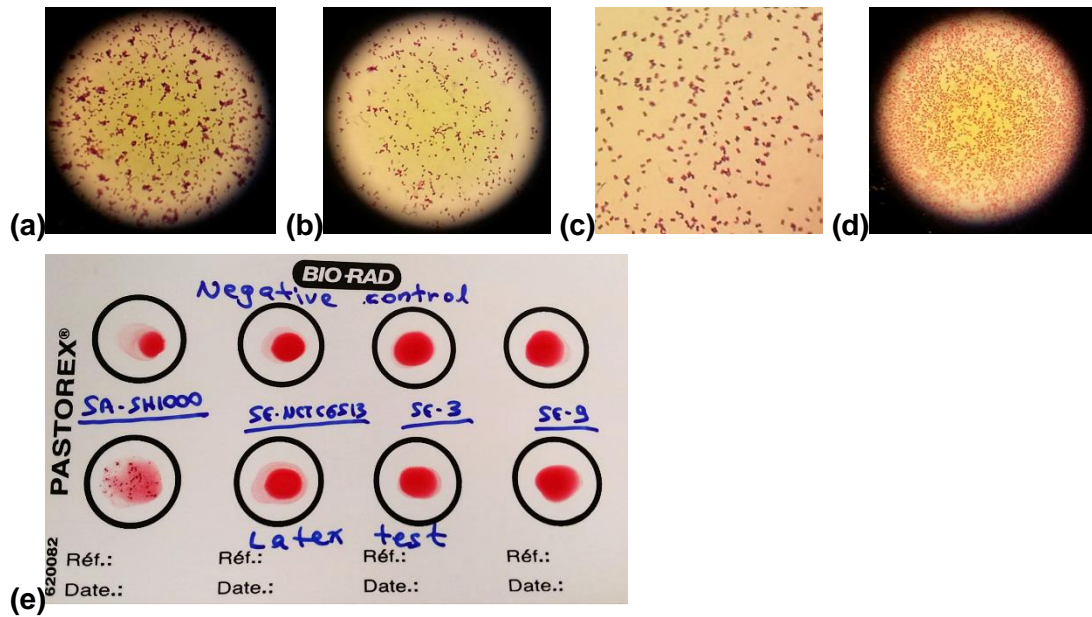 (a) (b) (c) (d)
BIO-RAD
Negative control
PASTOREX®
SA-SH1000 SE-NCTC6513 SE-3 SE-9
Latex test
620082
Réf.: Réf.: Réf.: Réf.:
Date.: Date.: Date.: Date.:
(e)